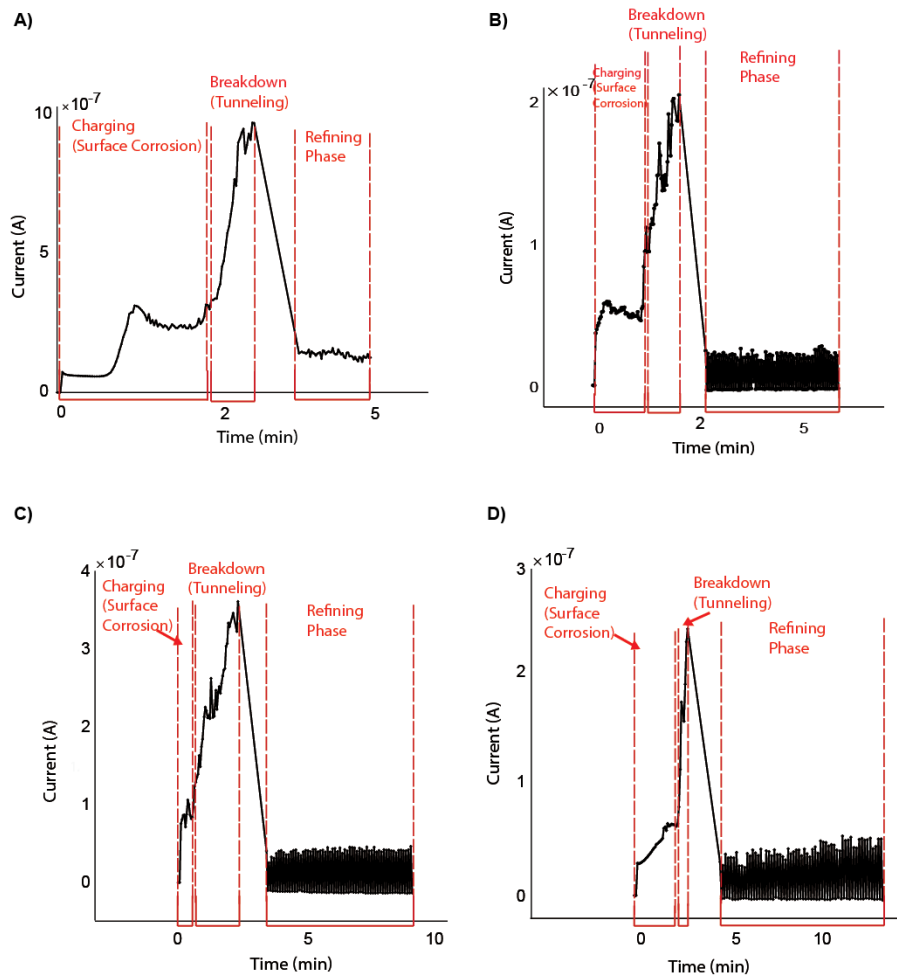 A)
Breakdown
(Tunneling)
10 ×10⁻⁷
Charging
(Surface Corrosion)
Refining
Phase
Current (A)
5
0
0
2
5
Time (min)
B)
Breakdown
(Tunneling)
Refining
Phase
Charging
(Surface
Corrosion)
2 ×10⁻⁷
Current (A)
1
0
0
2
5
Time (min)
C)
4 ×10⁻⁷
Charging
(Surface
Corrosion)
Breakdown
(Tunneling)
Refining
Phase
3
2
Current (A)
1
0
0
5
10
Time (min)
D)
3 ×10⁻⁷
Charging
(Surface
Corrosion)
Breakdown
(Tunneling)
Refining
Phase
2
Current (A)
1
0
0
5
10
Time (min)